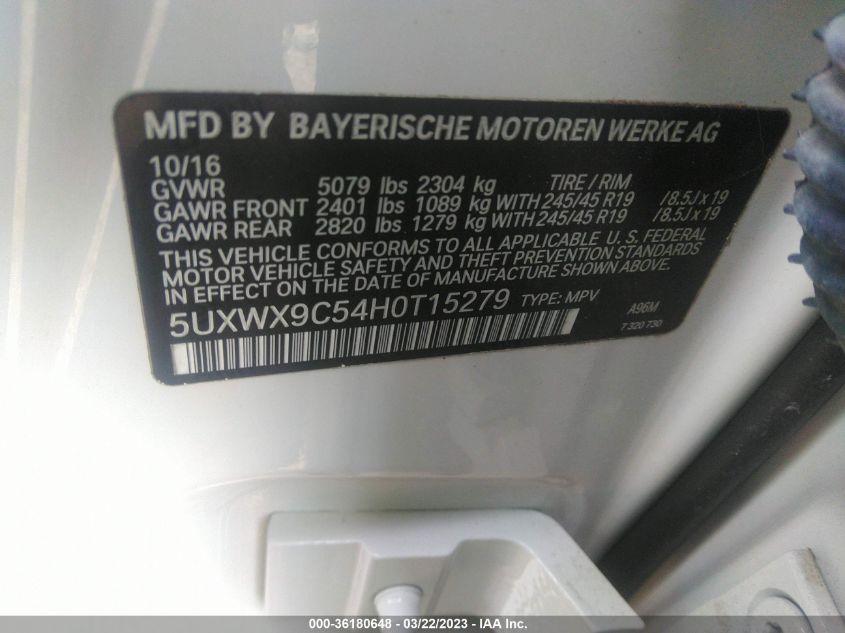 MFD BY BAYERISCHE MOTOREN WERKE AG
10/16
GVWR 5079 lbs 2304 kg TIRE / RIM
GAWR FRONT 2401 lbs 1089 kg WITH 245/45 R19 /8.5J x 19
GAWR REAR 2820 lbs 1279 kg WITH 245/45 R19 /8.5J x 19
THIS VEHICLE CONFORMS TO ALL APPLICABLE U. S. FEDERAL
MOTOR VEHICLE SAFETY AND THEFT PREVENTION STANDARDS
IN EFFECT ON THE DATE OF MANUFACTURE SHOWN ABOVE.
5UXWX9C54H0T15279 TYPE: MPV A96M
7 320 730
000-36180648 - 03/22/2023 - IAA Inc.